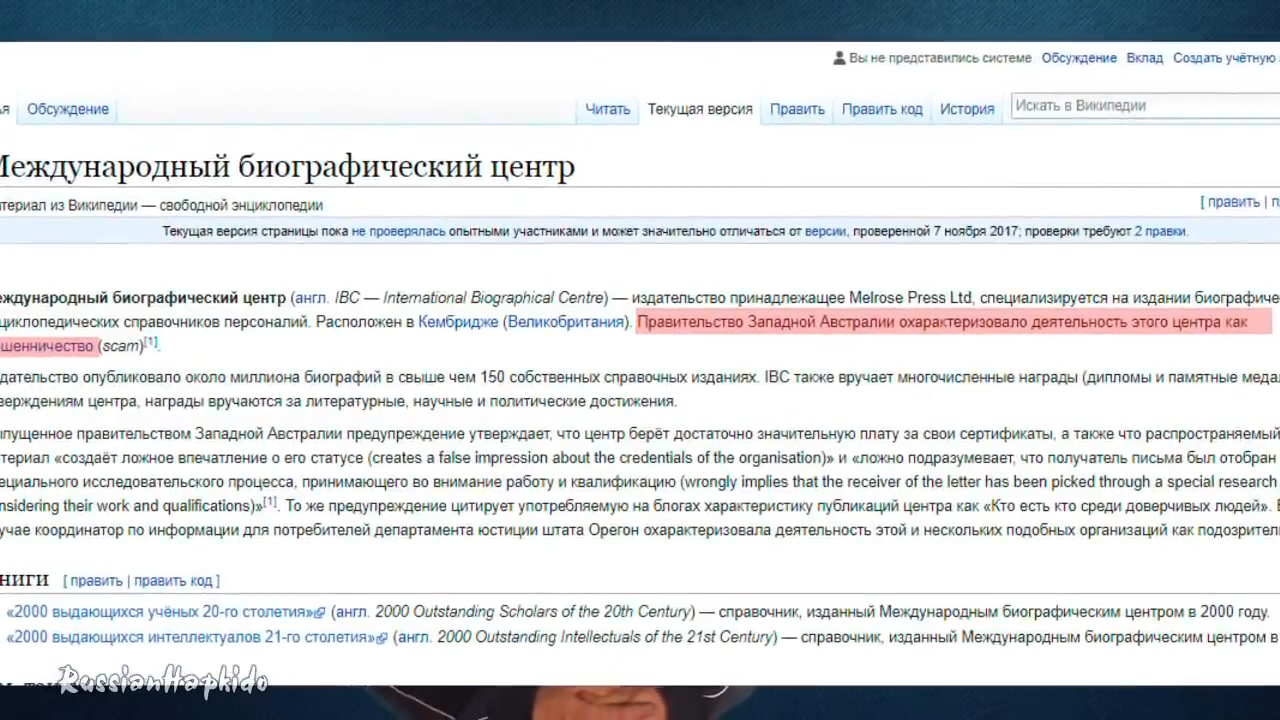 Вы не представились системе Обсуждение Вклад Создать учётную
Обсуждение Читать Текущая версия Править Править код История Искать в Википедии
Международный биографический центр
териал из Википедии — свободной энциклопедии [ править | п
Текущая версия страницы пока не проверялась опытными участниками и может значительно отличаться от версии, проверенной 7 ноября 2017; проверки требуют 2 правки.
еждународный биографический центр (англ. IBC — International Biographical Centre) — издательство принадлежащее Melrose Press Ltd, специализируется на издании биографиче
циклопедических справочников персоналий. Расположен в Кембридже (Великобритания). Правительство Западной Австралии охарактеризовало деятельность этого центра как
шенничество (scam)[1].
дательство опубликовало около миллиона биографий в свыше чем 150 собственных справочных изданиях. IBC также вручает многочисленные награды (дипломы и памятные медал
верждениям центра, награды вручаются за литературные, научные и политические достижения.
пущенное правительством Западной Австралии предупреждение утверждает, что центр берёт достаточно значительную плату за свои сертификаты, а также что распространяемый
териал «создаёт ложное впечатление о его статусе (creates a false impression about the credentials of the organisation)» и «ложно подразумевает, что получатель письма был отобран
ециального исследовательского процесса, принимающего во внимание работу и квалификацию (wrongly implies that the receiver of the letter has been picked through a special research
nsidering their work and qualifications)»[1]. То же предупреждение цитирует употребляемую на блогах характеристику публикаций центра как «Кто есть кто среди доверчивых людей».
учае координатор по информации для потребителей департамента юстиции штата Орегон охарактеризовала деятельность этой и нескольких подобных организаций как подозрител
ниги [ править | править код ]
«2000 выдающихся учёных 20-го столетия» (англ. 2000 Outstanding Scholars of the 20th Century) — справочник, изданный Международным биографическим центром в 2000 году.
«2000 выдающихся интеллектуалов 21-го столетия» (англ. 2000 Outstanding Intellectuals of the 21st Century) — справочник, изданный Международным биографическим центром в
RussianHapkido